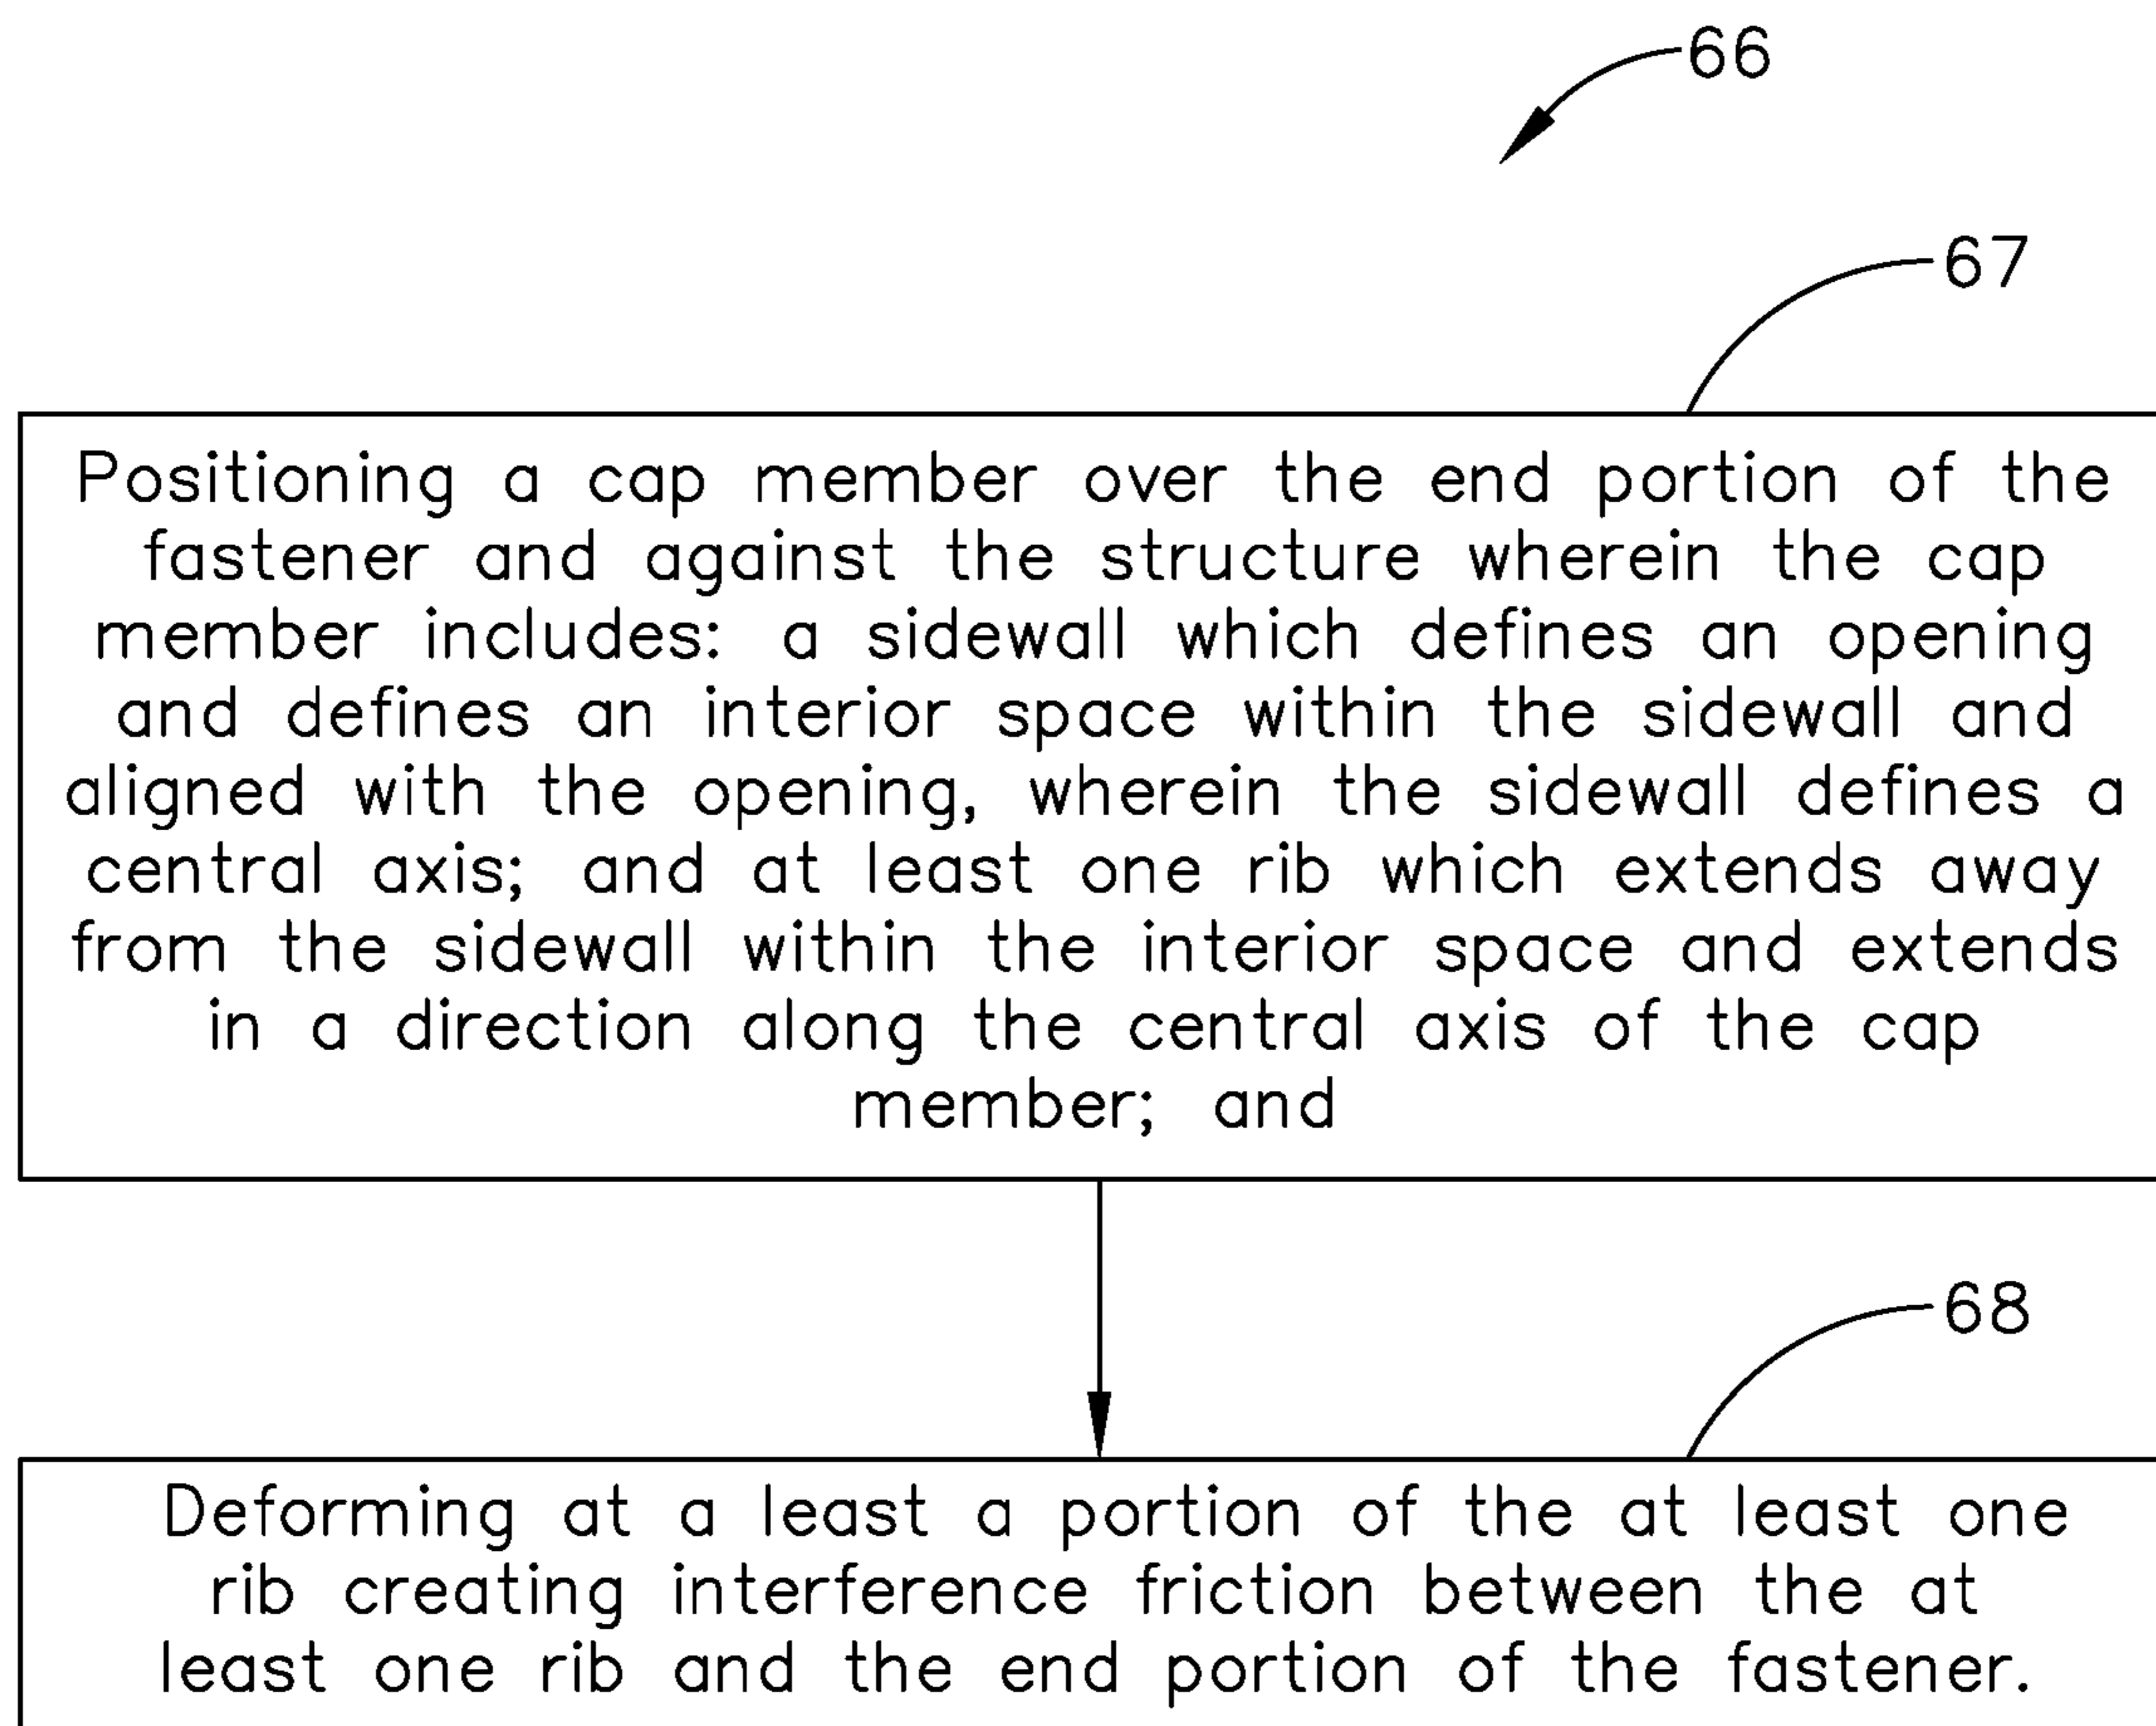 66
67
Positioning a cap member over the end portion of the
fastener and against the structure wherein the cap
member includes: a sidewall which defines an opening
and defines an interior space within the sidewall and
aligned with the opening, wherein the sidewall defines a
central axis; and at least one rib which extends away
from the sidewall within the interior space and extends
in a direction along the central axis of the cap
member; and
68
Deforming at a least a portion of the at least one
rib creating interference friction between the at
least one rib and the end portion of the fastener.